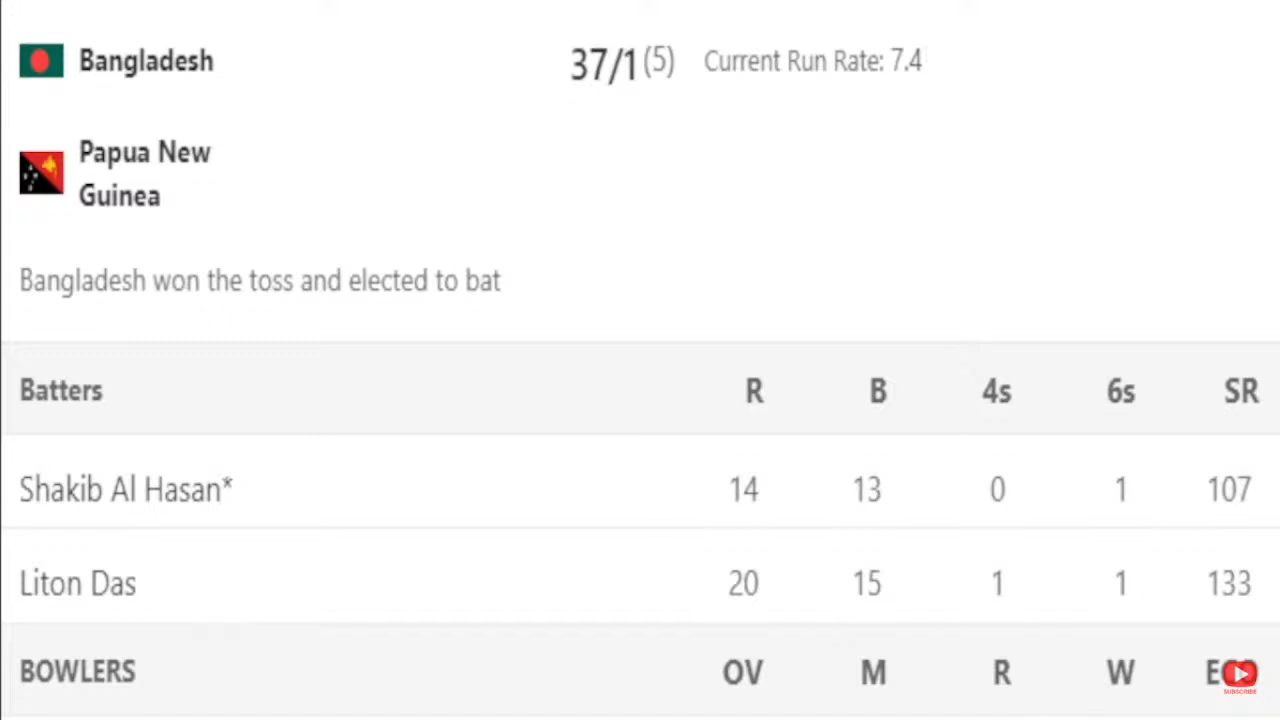 Bangladesh 37/1 (5) Current Run Rate: 7.4
Papua New
Guinea
Bangladesh won the toss and elected to bat
Batters R B 4s 6s SR
Shakib Al Hasan* 14 13 0 1 107
Liton Das 20 15 1 1 133
BOWLERS OV M R W
SUBSCRIBE